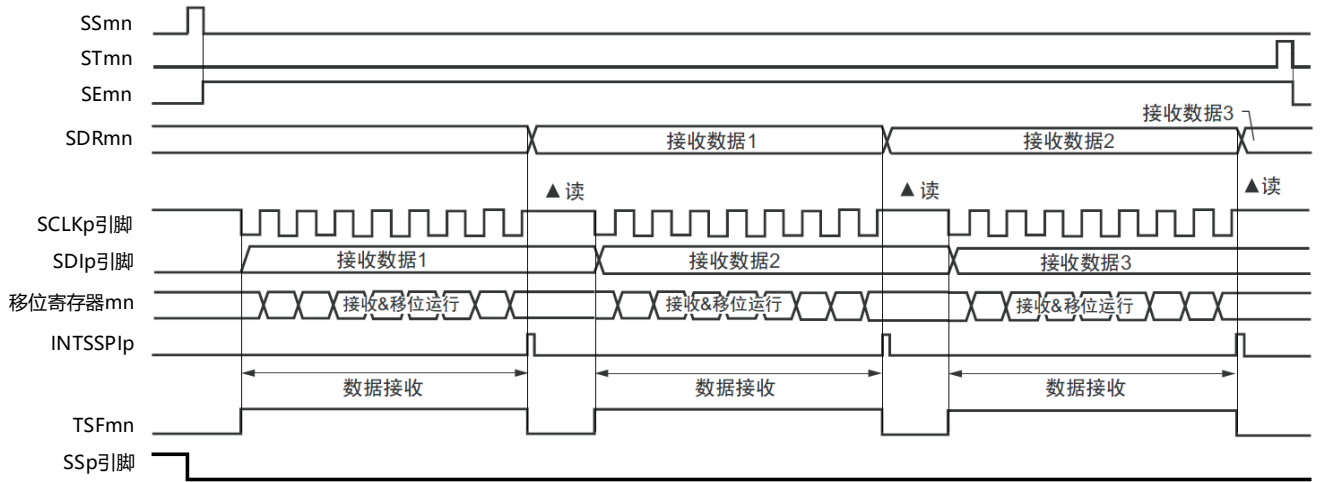 SSmn
STmn
SEmn
接收数据3
SDRmn 接收数据1 接收数据2
▲读 ▲读 ▲读
SCLKp引脚
SDIp引脚 接收数据1 接收数据2 接收数据3
移位寄存器mn 接收&移位运行 接收&移位运行 接收&移位运行
INTSSPIp
数据接收 数据接收 数据接收
TSFmn
SSp引脚